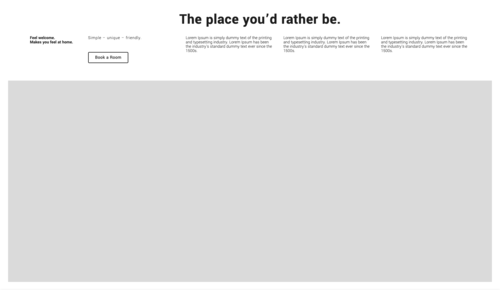 The place you’d rather be.
Feel welcome.
Makes you feel at home.
Simple - unique - friendly
Book a Room
Lorem Ipsum is simply dummy text of the printing
and typesetting industry. Lorem Ipsum has been
the industry's standard dummy text ever since the
1500s
Lorem Ipsum is simply dummy text of the printing
and typesetting industry. Lorem Ipsum has been
the industry's standard dummy text ever since the
1500s
Lorem Ipsum is simply dummy text of the printing
and typesetting industry. Lorem Ipsum has been
the industry's standard dummy text ever since the
1500s